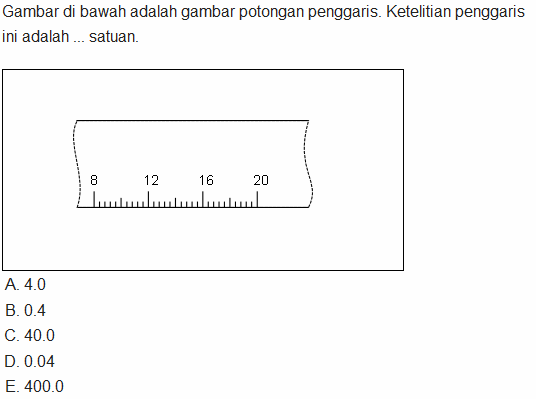 Gambar di bawah adalah gambar potongan penggaris. Ketelitian penggaris
ini adalah ... satuan.
8 12 16 20
A. 4.0
B. 0.4
C. 40.0
D. 0.04
E. 400.0